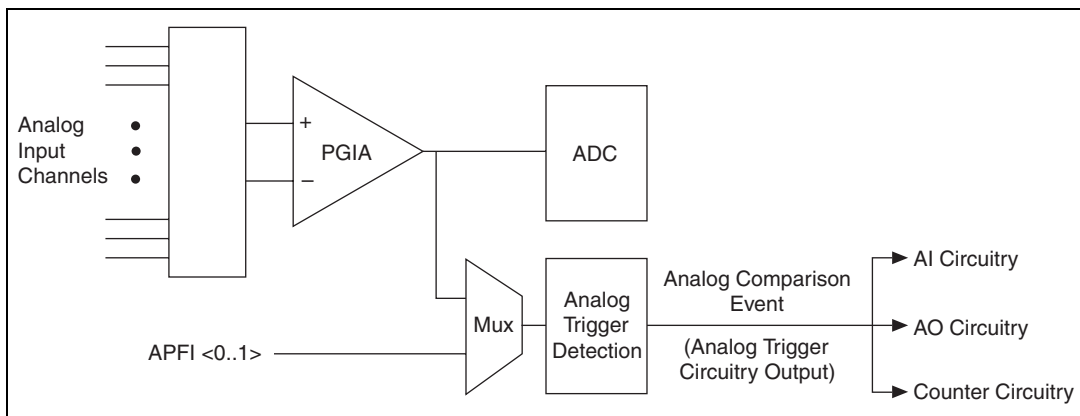 Analog
Input
Channels
+
PGIA
−
ADC
APFI <0..1>
Mux
Analog
Trigger
Detection
Analog Comparison
Event
(Analog Trigger
Circuitry Output)
AI Circuitry
AO Circuitry
Counter Circuitry